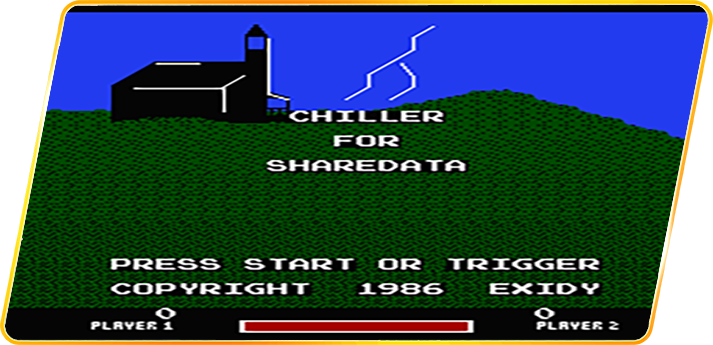 CHILLER
FOR
SHAREDATA
PRESS START OR TRIGGER
COPYRIGHT 1986 EXIDY
0 0
PLAYER 1 PLAYER 2